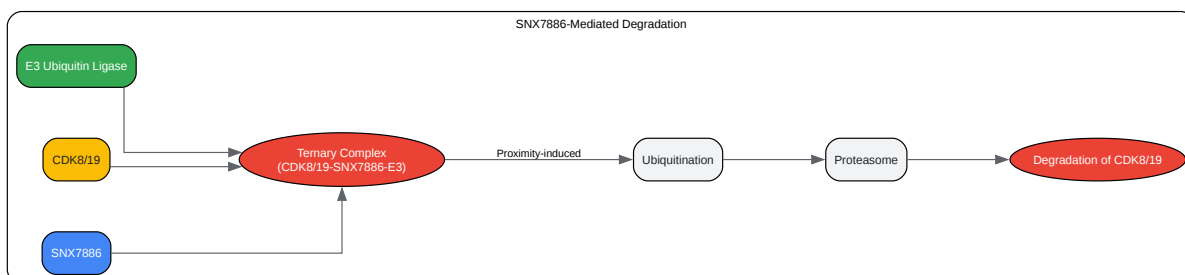 SNX7886-Mediated Degradation
E3 Ubiquitin Ligase
CDK8/19
Ternary Complex
(CDK8/19-SNX7886-E3)
Proximity-induced
Ubiquitination
Proteasome
Degradation of CDK8/19
SNX7886